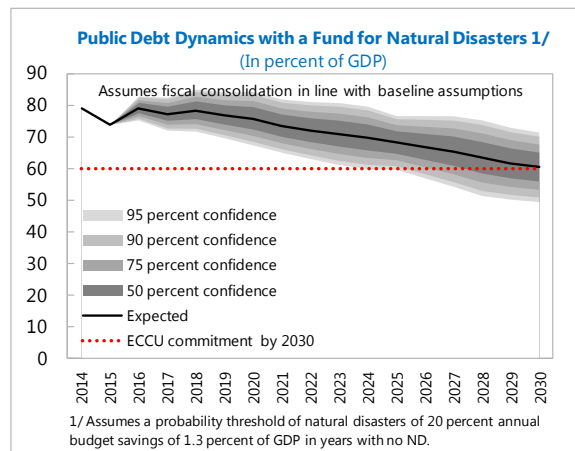 Public Debt Dynamics with a Fund for Natural Disasters 1/
(In percent of GDP)
90
Assumes fiscal consolidation in line with baseline assumptions
80
70
60
50
40
30
20
10
0
95 percent confidence
90 percent confidence
75 percent confidence
50 percent confidence
Expected
ECCU commitment by 2030
2014
2015
2016
2017
2018
2019
2020
2021
2022
2023
2024
2025
2026
2027
2028
2029
2030
1/ Assumes a probability threshold of natural disasters of 20 percent annual
budget savings of 1.3 percent of GDP in years with no ND.